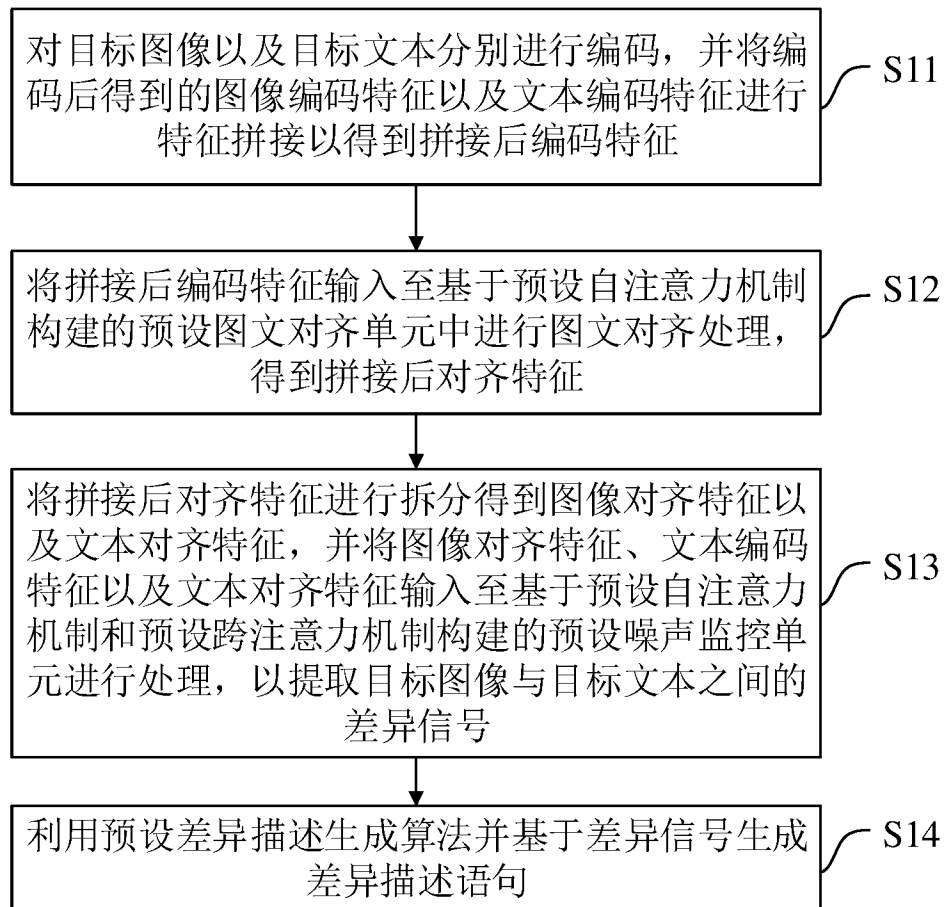 对目标图像以及目标文本分别进行编码，并将编
码后得到的图像编码特征以及文本编码特征进行
特征拼接以得到拼接后编码特征
S11
将拼接后编码特征输入至基于预设自注意力机制
构建的预设图文对齐单元中进行图文对齐处理，
得到拼接后对齐特征
S12
将拼接后对齐特征进行拆分得到图像对齐特征以
及文本对齐特征，并将图像对齐特征、文本编码
特征以及文本对齐特征输入至基于预设自注意力
机制和预设跨注意力机制构建的预设噪声监控单
元进行处理，以提取目标图像与目标文本之间的
差异信号
S13
利用预设差异描述生成算法并基于差异信号生成
差异描述语句
S14